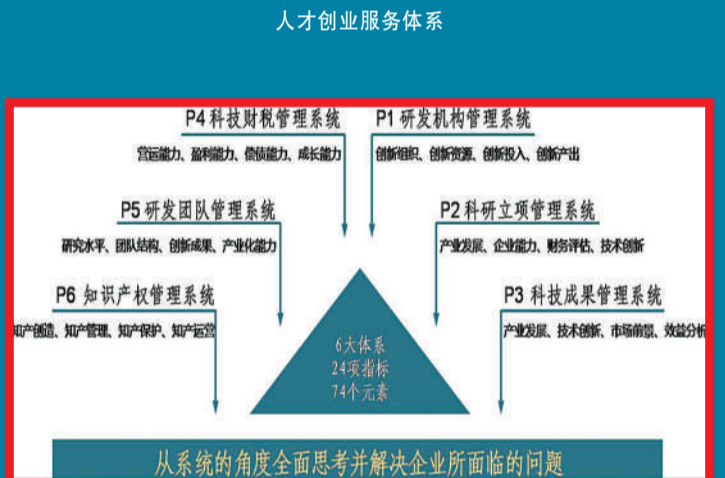 人才创业服务体系
P4科技财税管理系统
P1 研发机构管理系统
营运能力、盈利能力、偿债能力、成长能力
创新组织、创新资源、创新投入、创新产出
P5研发团队管理系统
P2科研立项管理系统
研究水平、团队结构、创新成果、产业化能力
产业发展、企业能力、财务评估、技术创新
P6 知识产权管理系统
P3 科技成果管理系统
知产创造、知产管理、知产保护、知产运营
产业发展、技术创新、市场前景、效益分析
6大体系
24项指标
74个元素
从系统的角度全面思考并解决企业所面临的问题